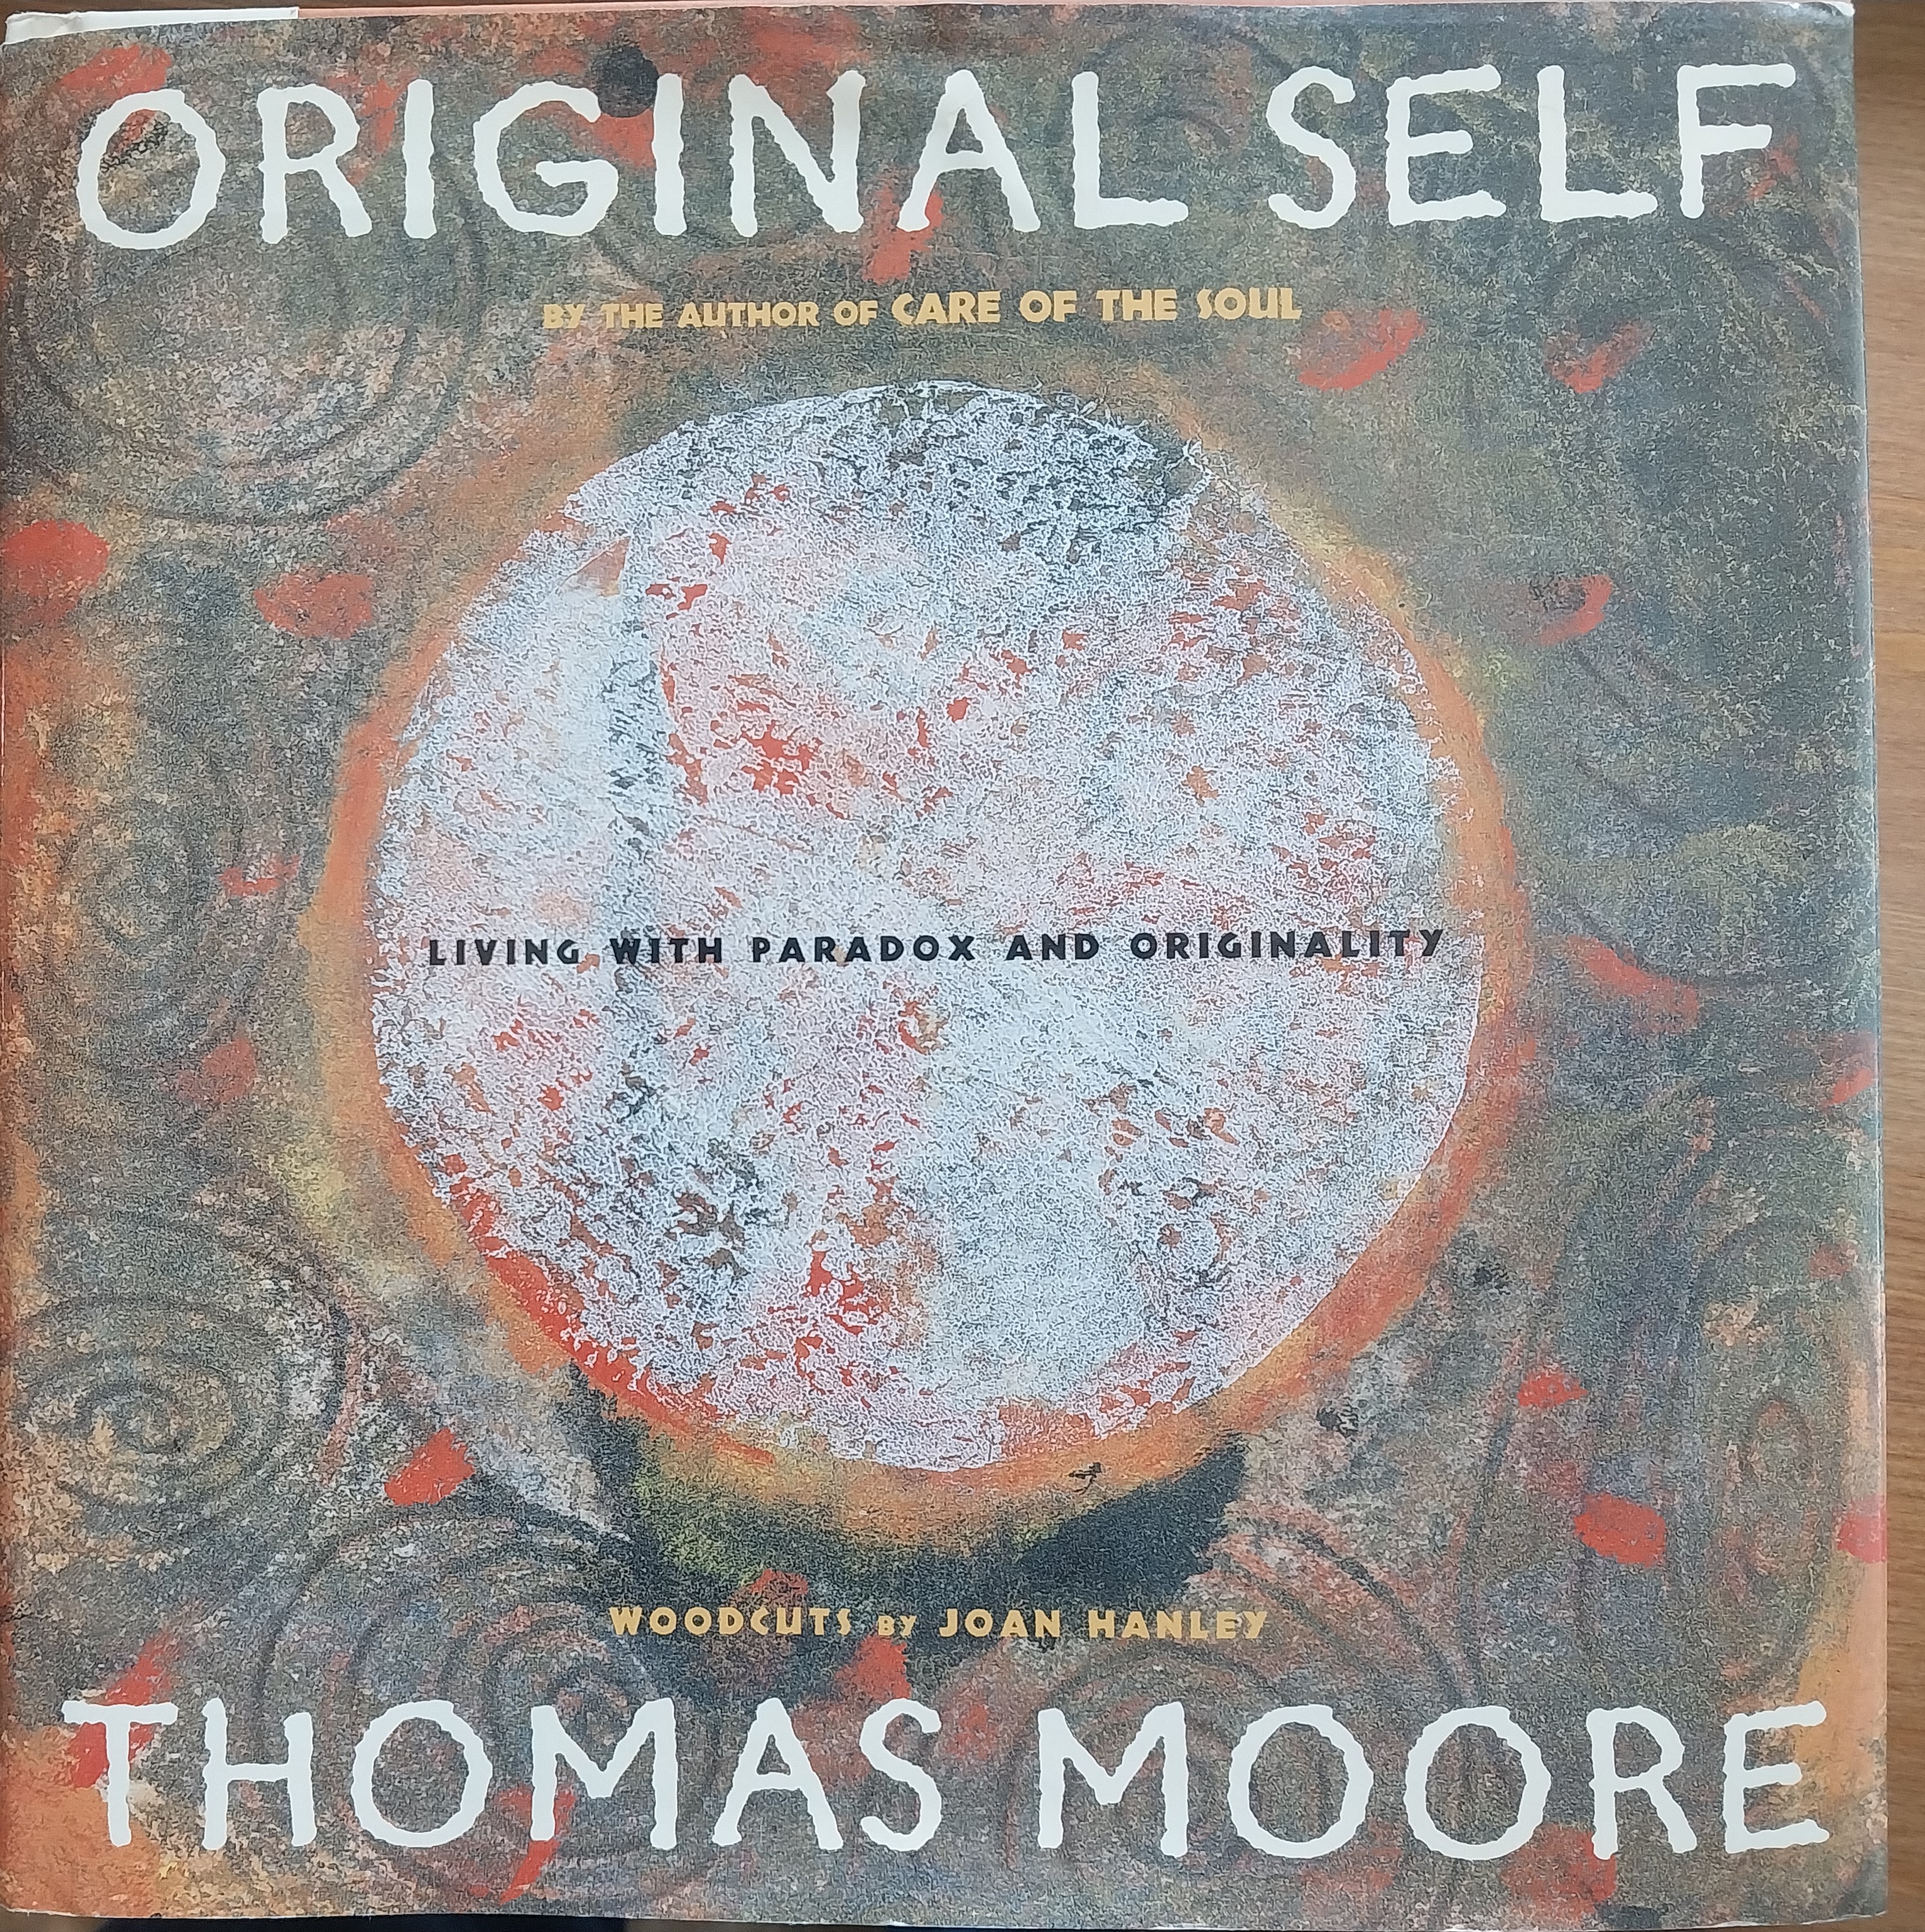 ORIGINAL SELF
BY THE AUTHOR OF CARE OF THE SOUL
LIVING WITH PARADOX AND ORIGINALITY
WOODCUTS BY JOAN HANLEY
THOMAS MOORE